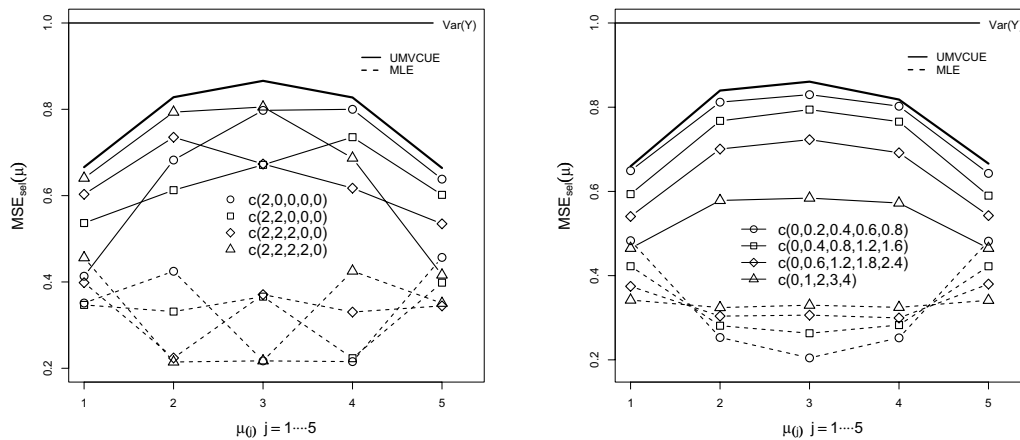 1.0
0.8
0.6
0.4
0.2
MSEsel(μ)
Var(Y)
UMVCUE
MLE
c(2,0,0,0,0)
c(2,2,0,0,0)
c(2,2,2,0,0)
c(2,2,2,2,0)
1 2 3 4 5
μ(j) j = 1····5
1.0
0.8
0.6
0.4
0.2
MSEsel(μ)
Var(Y)
UMVCUE
MLE
c(0,0.2,0.4,0.6,0.8)
c(0,0.4,0.8,1.2,1.6)
c(0,0.6,1.2,1.8,2.4)
c(0,1,2,3,4)
1 2 3 4 5
μ(j) j = 1····5